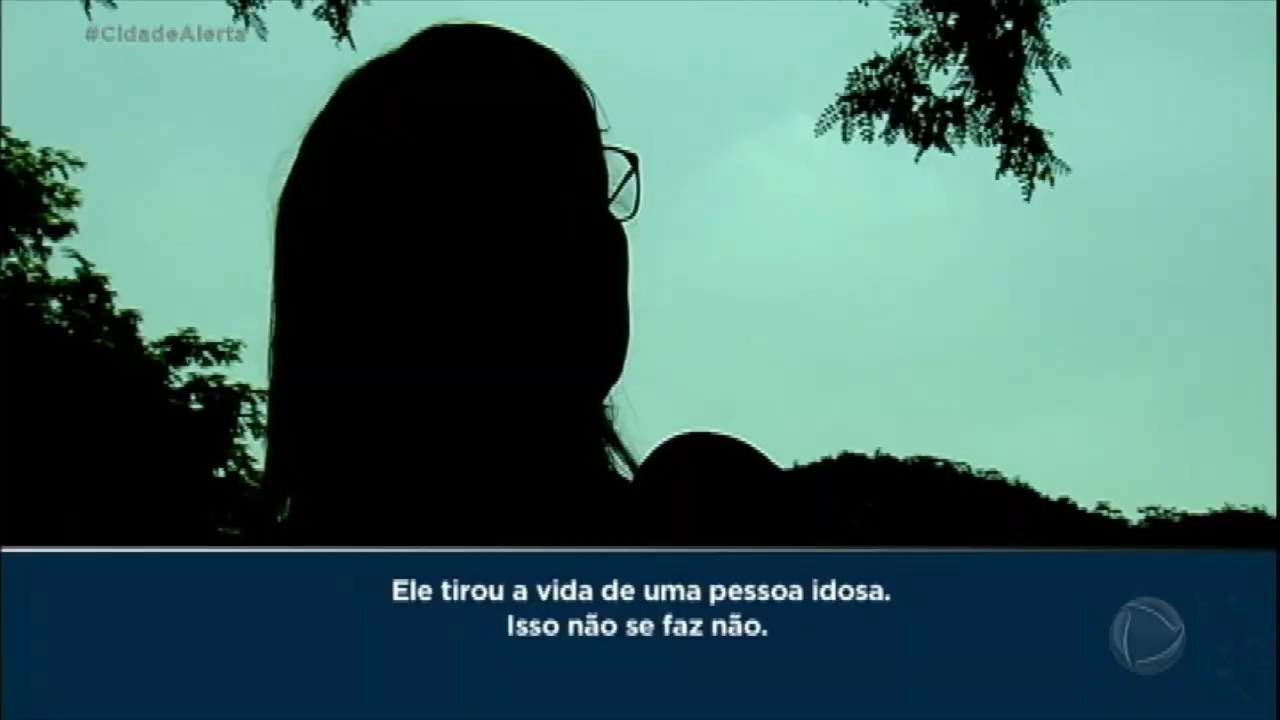 #CidadeAlerta
Ele tirou a vida de uma pessoa idosa.
Isso não se faz não.